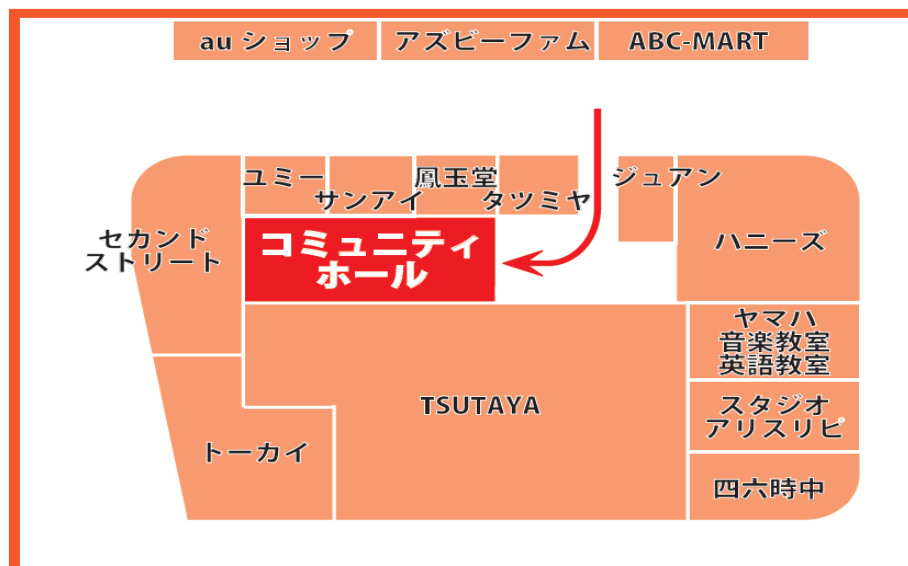 au ショップ
アズビーファム
ABC-MART
ユミー
サンアイ
鳳玉堂
タツミヤ
ジュアン
セカンド
ストリート
コミュニティ
ホール
ハニーズ
ヤマハ
音楽教室
英語教室
TSUTAYA
スタジオ
アリスリピ
トーカイ
四六時中